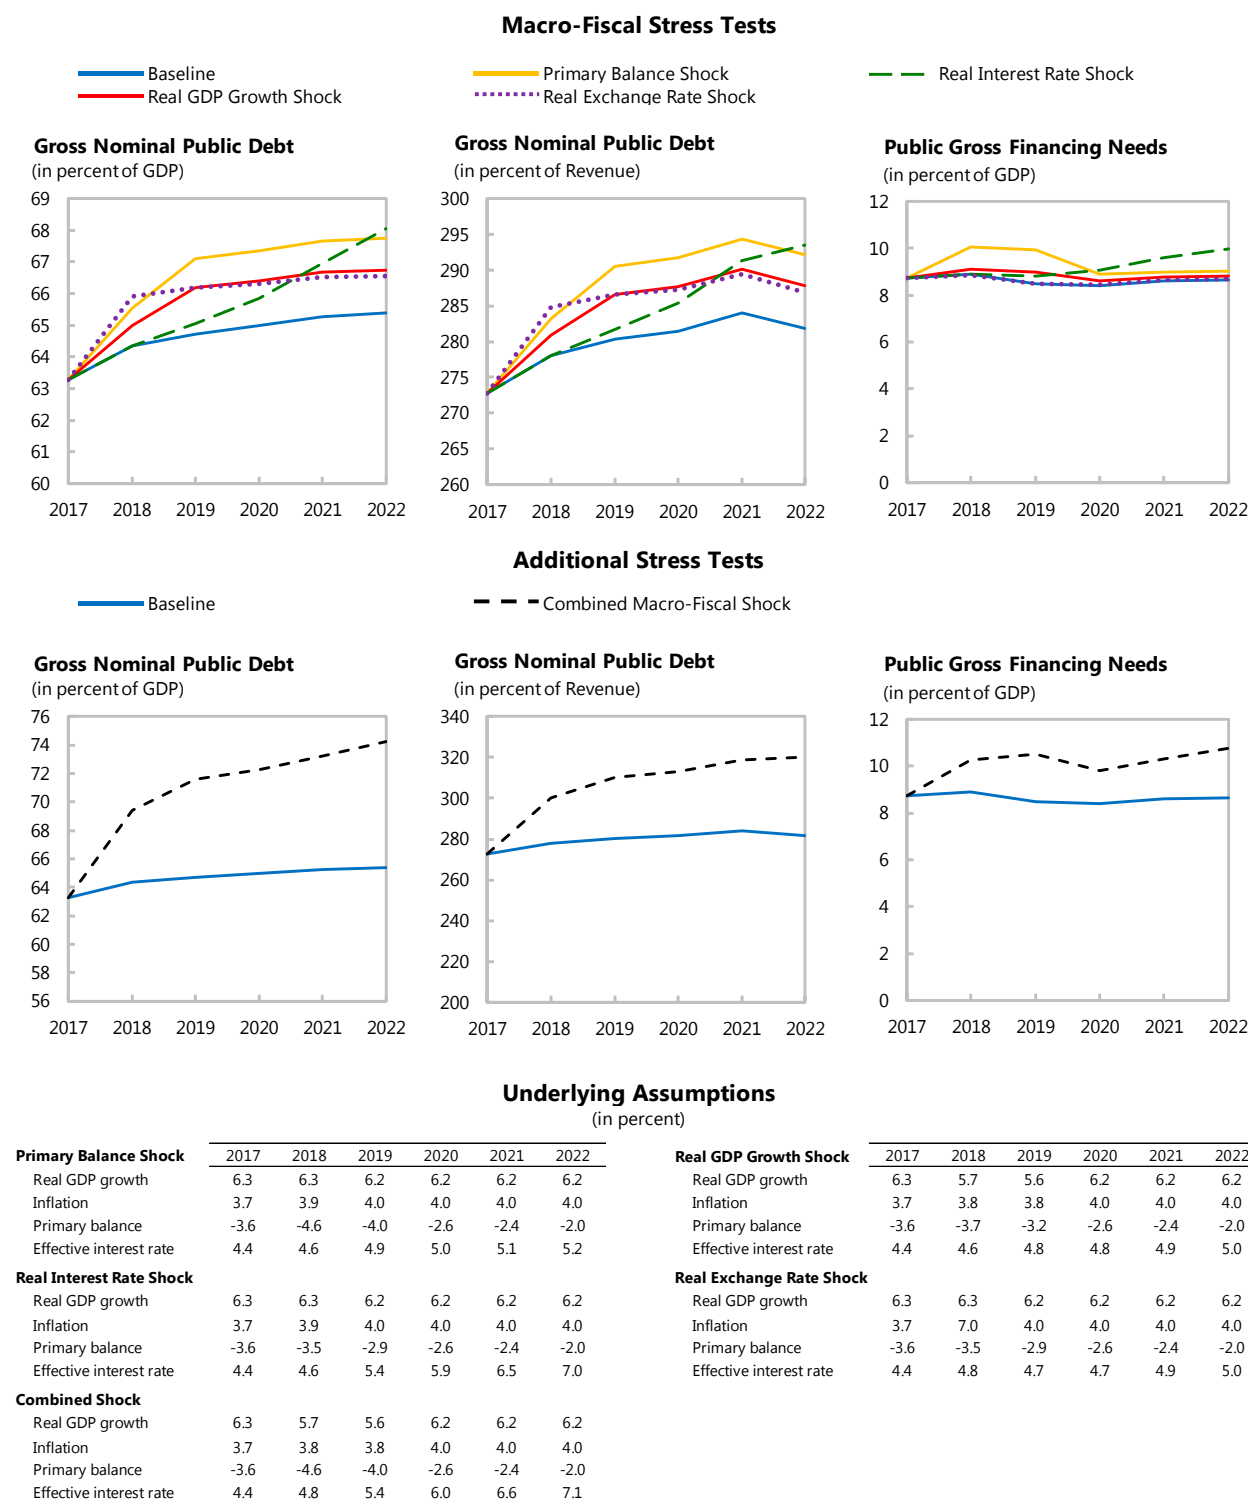 Macro-Fiscal Stress Tests
Baseline
Primary Balance Shock
Real Interest Rate Shock
Real GDP Growth Shock
Real Exchange Rate Shock
Gross Nominal Public Debt
(in percent of GDP)
69
68
67
66
65
64
63
62
61
60
2017 2018 2019 2020 2021 2022
Gross Nominal Public Debt
(in percent of Revenue)
300
295
290
285
280
275
270
265
260
2017 2018 2019 2020 2021 2022
Public Gross Financing Needs
(in percent of GDP)
12
10
8
6
4
2
0
2017 2018 2019 2020 2021 2022
Additional Stress Tests
Baseline
Combined Macro-Fiscal Shock
Gross Nominal Public Debt
(in percent of GDP)
76
74
72
70
68
66
64
62
60
58
56
2017 2018 2019 2020 2021 2022
Gross Nominal Public Debt
(in percent of Revenue)
340
320
300
280
260
240
220
200
2017 2018 2019 2020 2021 2022
Public Gross Financing Needs
(in percent of GDP)
12
10
8
6
4
2
0
2017 2018 2019 2020 2021 2022
Underlying Assumptions
(in percent)
Primary Balance Shock 2017 2018 2019 2020 2021 2022
Real GDP growth 6.3 6.3 6.2 6.2 6.2 6.2
Inflation 3.7 3.9 4.0 4.0 4.0 4.0
Primary balance -3.6 -4.6 -4.0 -2.6 -2.4 -2.0
Effective interest rate 4.4 4.6 4.9 5.0 5.1 5.2
Real Interest Rate Shock
Real GDP growth 6.3 6.3 6.2 6.2 6.2 6.2
Inflation 3.7 3.9 4.0 4.0 4.0 4.0
Primary balance -3.6 -3.5 -2.9 -2.6 -2.4 -2.0
Effective interest rate 4.4 4.6 5.4 5.9 6.5 7.0
Combined Shock
Real GDP growth 6.3 5.7 5.6 6.2 6.2 6.2
Inflation 3.7 3.8 3.8 4.0 4.0 4.0
Primary balance -3.6 -4.6 -4.0 -2.6 -2.4 -2.0
Effective interest rate 4.4 4.8 5.4 6.0 6.6 7.1
Real GDP Growth Shock 2017 2018 2019 2020 2021 2022
Real GDP growth 6.3 5.7 5.6 6.2 6.2 6.2
Inflation 3.7 3.8 3.8 4.0 4.0 4.0
Primary balance -3.6 -3.7 -3.2 -2.6 -2.4 -2.0
Effective interest rate 4.4 4.6 4.8 4.8 4.9 5.0
Real Exchange Rate Shock
Real GDP growth 6.3 6.3 6.2 6.2 6.2 6.2
Inflation 3.7 7.0 4.0 4.0 4.0 4.0
Primary balance -3.6 -3.5 -2.9 -2.6 -2.4 -2.0
Effective interest rate 4.4 4.8 4.7 4.7 4.9 5.0